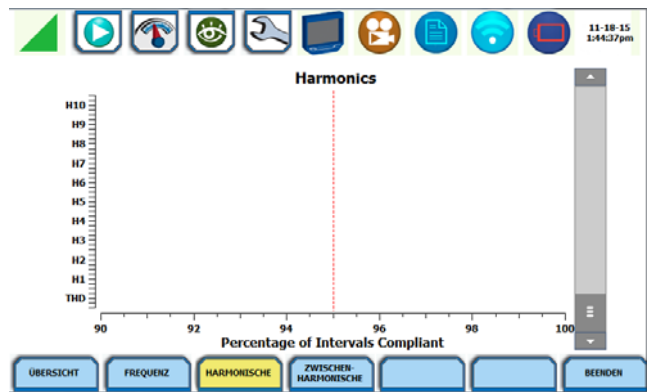 11-18-15
1:44:37pm
Harmonics
H10
H9
H8
H7
H6
H5
H4
H3
H2
H1
THD
90 92 94 96 98 100
Percentage of Intervals Compliant
ÜBERSICHT
FREQUENZ
HARMONISCHE
ZWISCHEN-
HARMONISCHE
BEENDEN